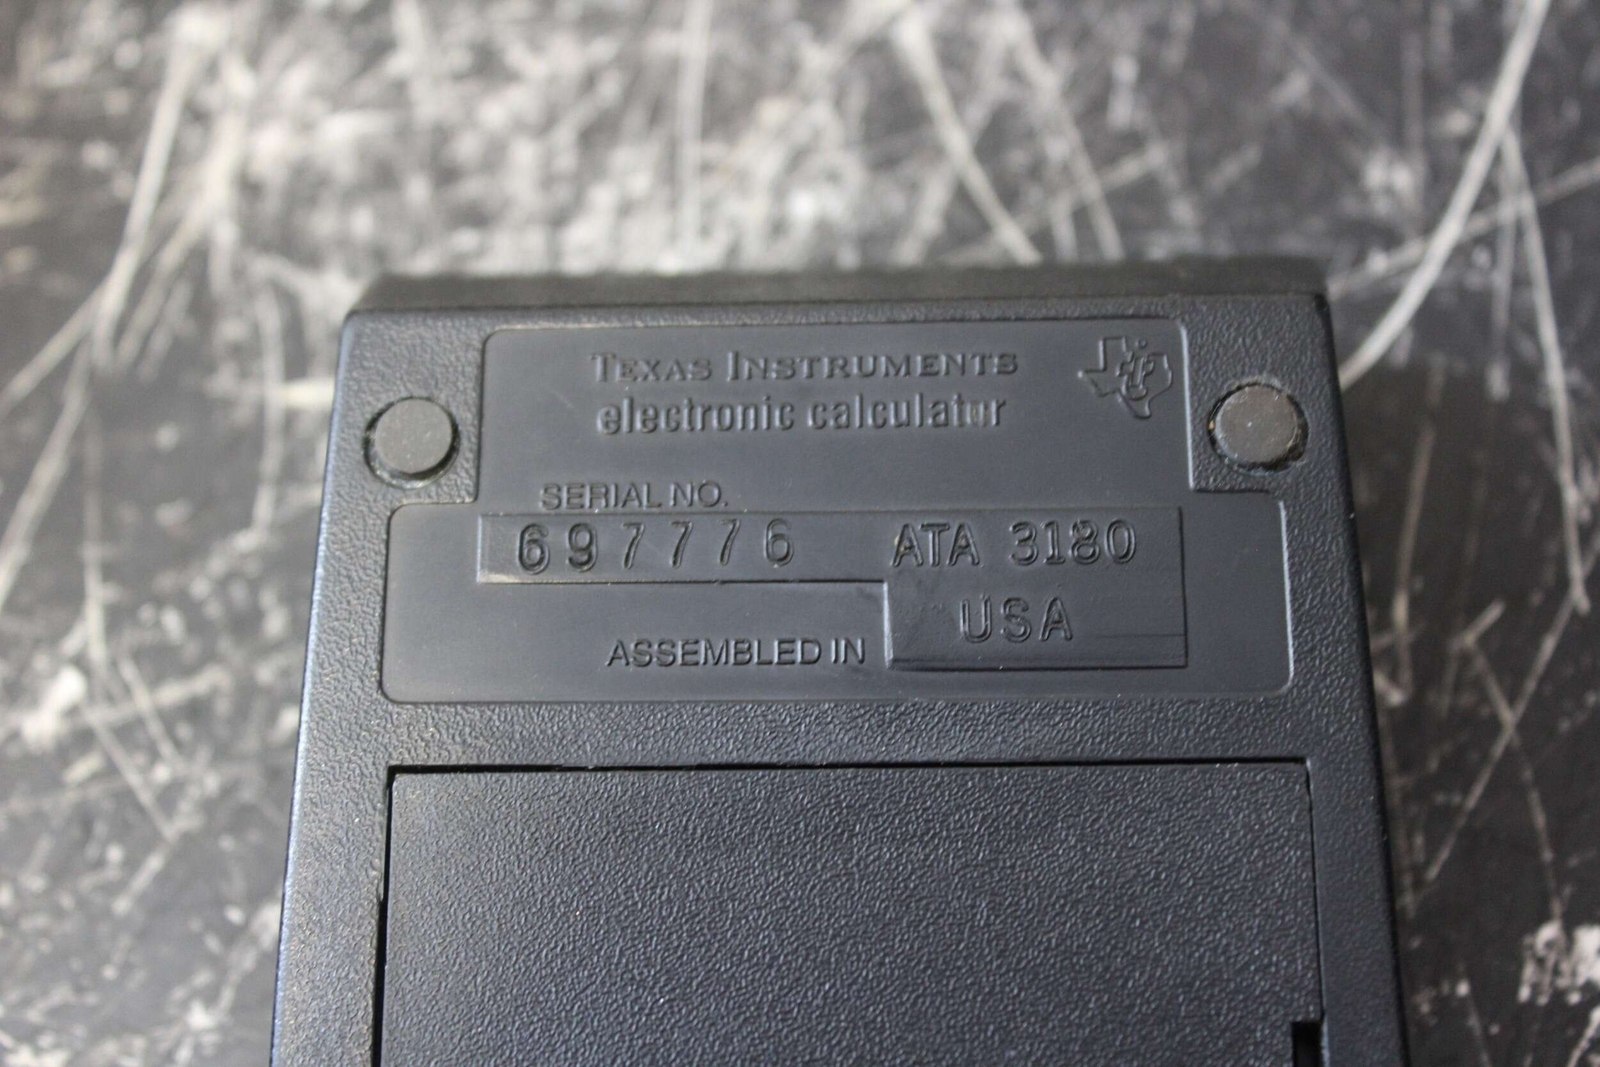 TEXAS INSTRUMENTS
electronic calculator
SERIAL NO.
697776 ATA 3180
ASSEMBLED IN USA